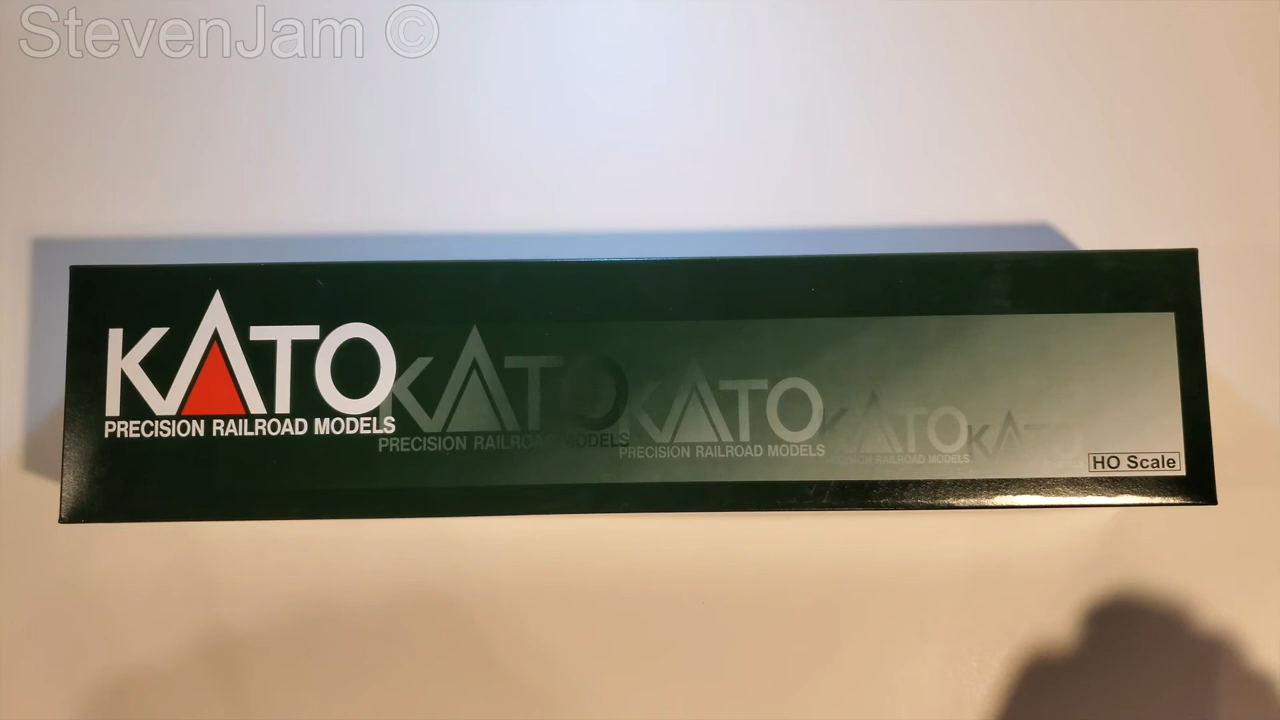 StevenJam ©
KATO
PRECISION RAILROAD MODELS
KATO
PRECISION RAILROAD MODELS
KATO
PRECISION RAILROAD MODELS
KATO
PRECISION RAILROAD MODELS
KATO
HO Scale